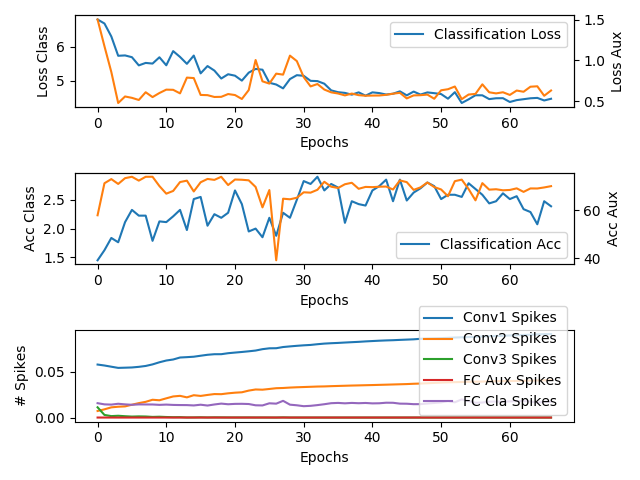 Classification Loss
Loss Class
Loss Aux
6
5
1.5
1.0
0.5
0 10 20 30 40 50 60
Epochs
Classification Acc
Acc Class
Acc Aux
2.5
2.0
1.5
60
40
0 10 20 30 40 50 60
Epochs
Conv1 Spikes
Conv2 Spikes
Conv3 Spikes
FC Aux Spikes
FC Cla Spikes
# Spikes
0.05
0.00
0 10 20 30 40 50 60
Epochs